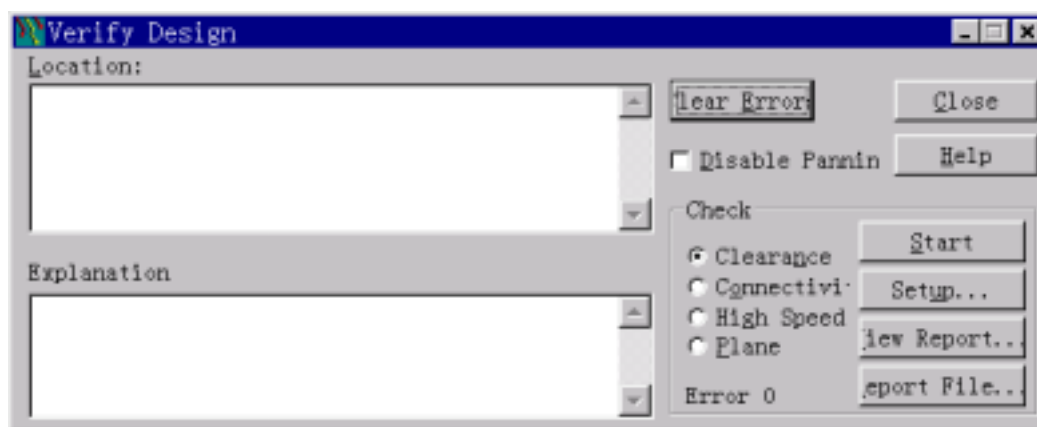 Verify Design
Location:
lear Error
Close
Disable Pannin
Help
Check
Clearance
Start
Connectivi
Setup...
High Speed
Plane
iew Report...
Explanation
Error 0
eport File...